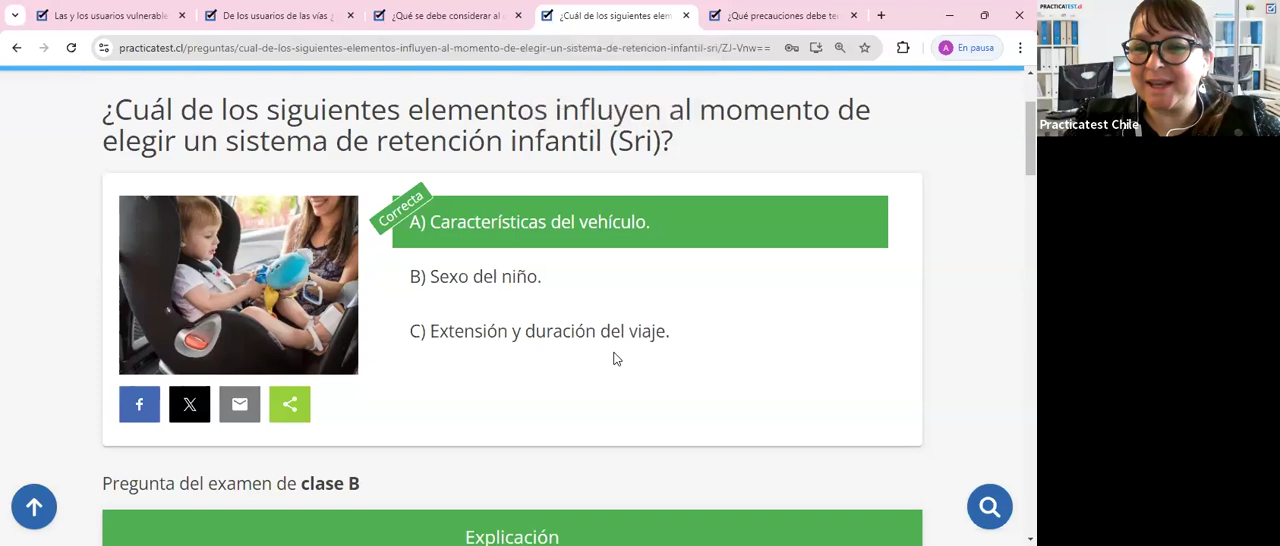 Las y los usuarios vulnerable
De los usuarios de las vías ¿
¿Qué se debe considerar al
¿Cuál de los siguientes elem
¿Qué precauciones debe te
practicatest.cl/preguntas/cual-de-los-siguientes-elementos-influyen-al-momento-de-elegir-un-sistema-de-retencion-infantil-sri/ZJ-Vnw==
A
En pausa
PRACTICATEST.cl
Practicatest Chile
¿Cuál de los siguientes elementos influyen al momento de
elegir un sistema de retención infantil (Sri)?
Correcta
A) Características del vehículo.
B) Sexo del niño.
C) Extensión y duración del viaje.
Pregunta del examen de clase B
Explicación